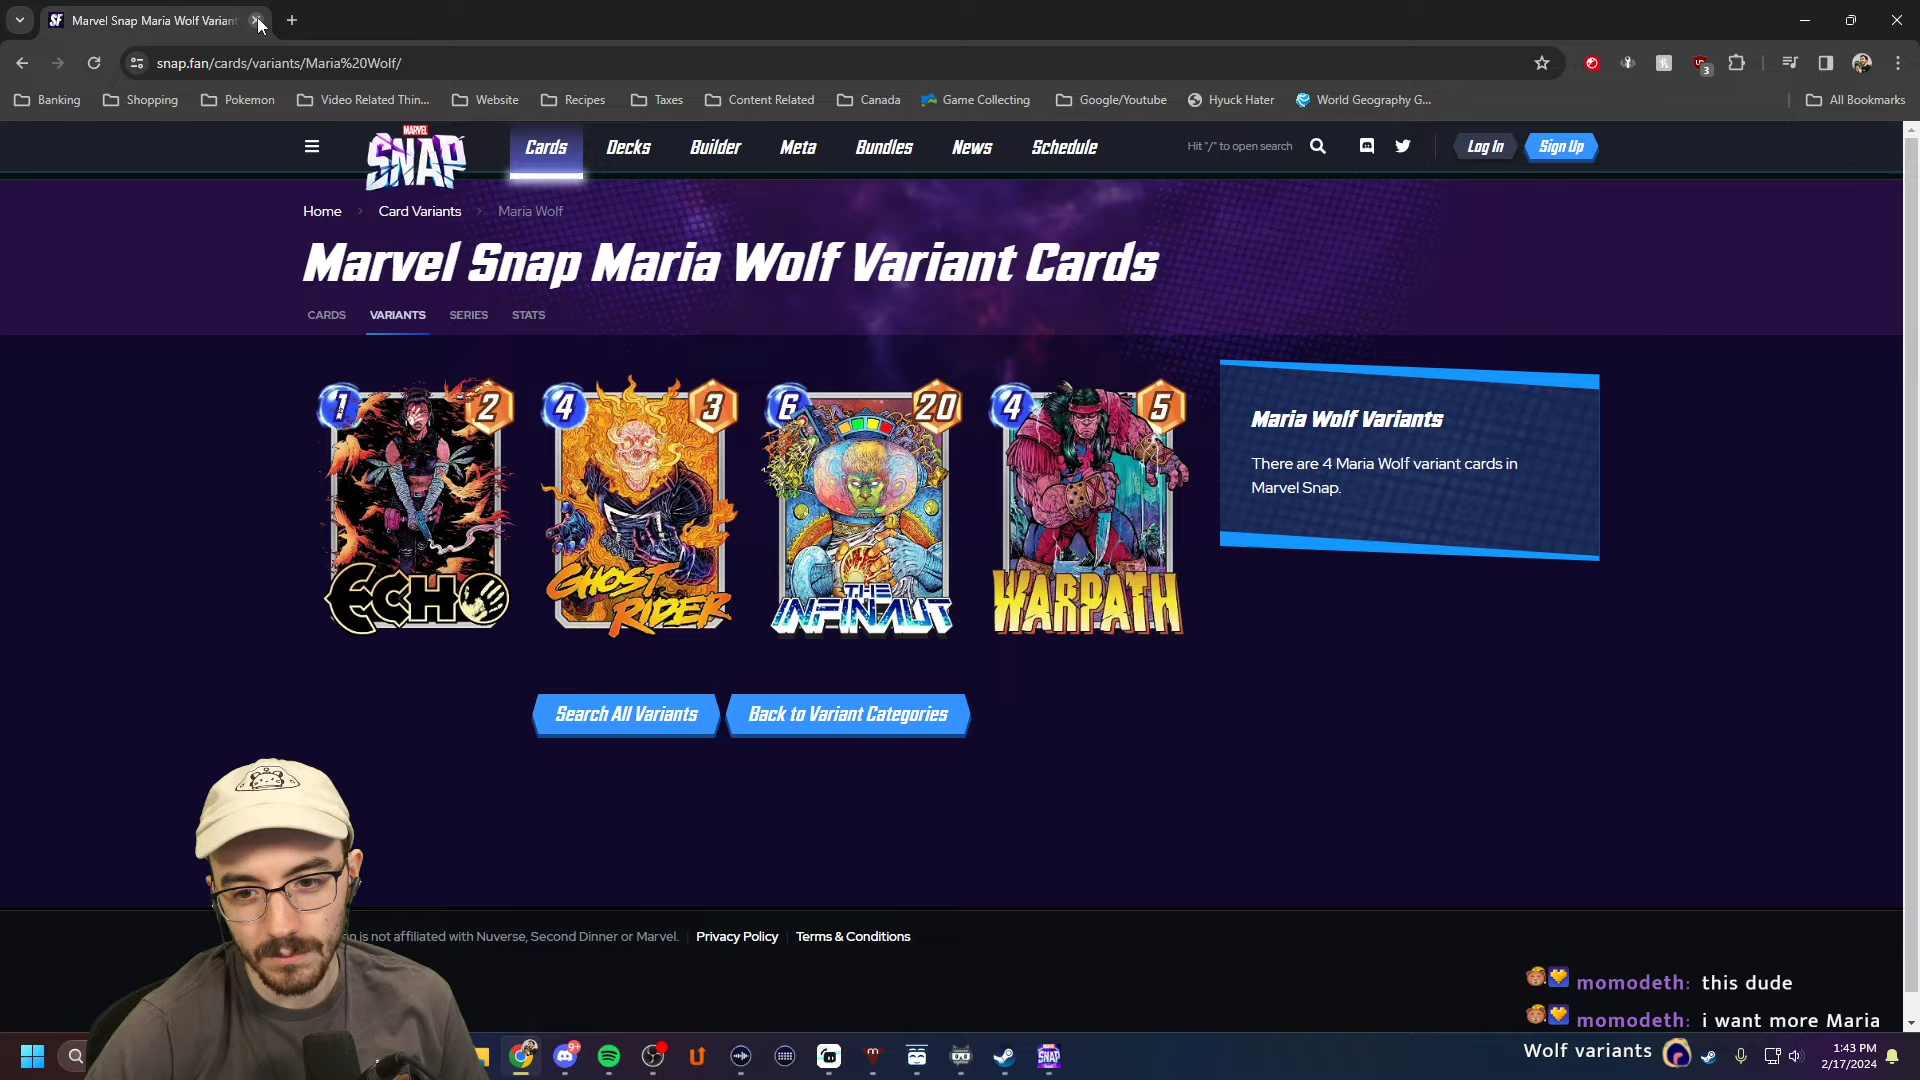 SF Marvel Snap Maria Wolf Variant
snap.fan/cards/variants/Maria%20Wolf/
3
Banking Shopping Pokemon Video Related Thin... Website Recipes Taxes Content Related Canada Game Collecting Google/Youtube Hyuck Hater World Geography G... All Bookmarks
MARVEL
SNAP
Cards Decks Builder Meta Bundles News Schedule Hit "/" to open search Log In Sign Up
Home > Card Variants > Maria Wolf
Marvel Snap Maria Wolf Variant Cards
CARDS VARIANTS SERIES STATS
1 2 4 3 6 20 4 5
ECHO
GHOST
RIDER
THE
INFINAUT
WARPATH
Maria Wolf Variants
There are 4 Maria Wolf variant cards in
Marvel Snap.
Search All Variants Back to Variant Categories
is not affiliated with Nuverse, Second Dinner or Marvel. Privacy Policy Terms & Conditions
momodeth: this dude
momodeth: i want more Maria
Wolf variants
9+
SNAP
1:43 PM
2/17/2024